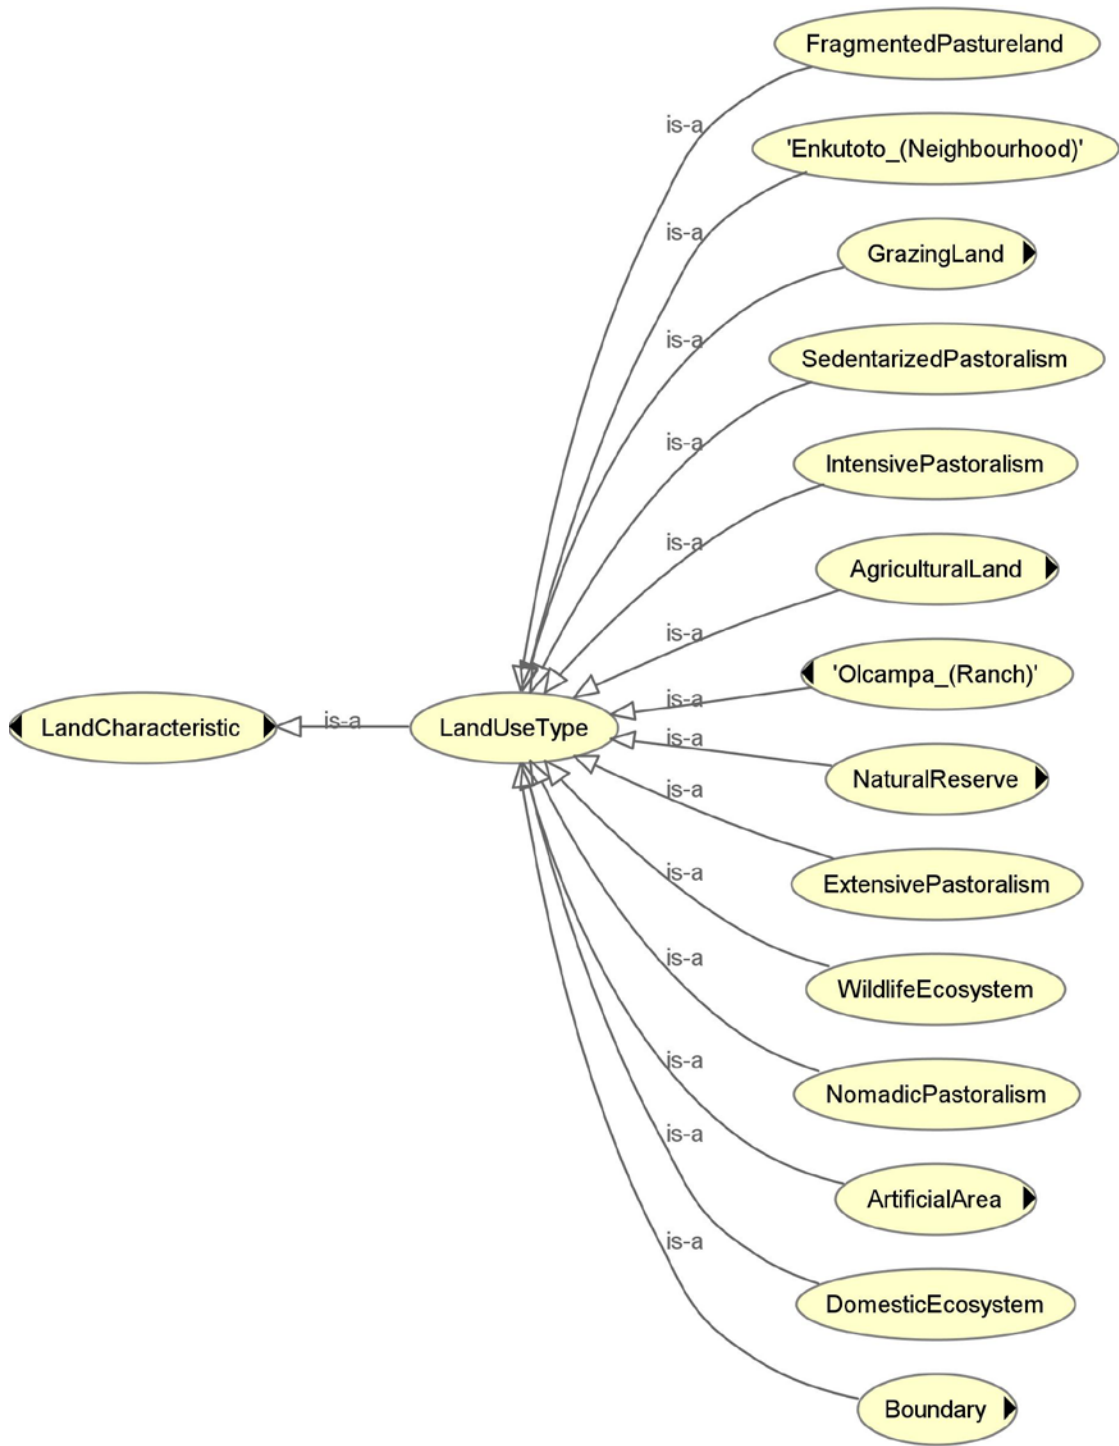 FragmentedPastureland
is-a
'Enkutoto_(Neighbourhood)'
is-a
GrazingLand
is-a
SedentarizedPastoralism
is-a
IntensivePastoralism
is-a
AgriculturalLand
is-a
'Olcampa_(Ranch)'
is-a
LandCharacteristic
is-a
LandUseType
is-a
NaturalReserve
is-a
ExtensivePastoralism
is-a
WildlifeEcosystem
is-a
NomadicPastoralism
is-a
ArtificialArea
is-a
DomesticEcosystem
is-a
Boundary